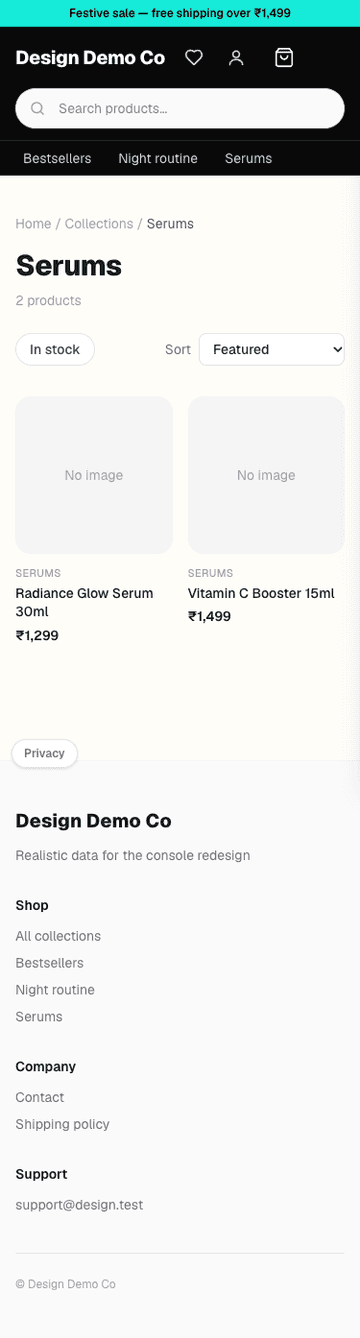 Festive sale — free shipping over ₹1,499
Design Demo Co
Search products...
Bestsellers Night routine Serums
Home / Collections / Serums
Serums
2 products
In stock Sort Featured
No image No image
SERUMS SERUMS
Radiance Glow Serum 30ml Vitamin C Booster 15ml
₹1,299 ₹1,499
Privacy
Design Demo Co
Realistic data for the console redesign
Shop
All collections
Bestsellers
Night routine
Serums
Company
Contact
Shipping policy
Support
support@design.test
© Design Demo Co